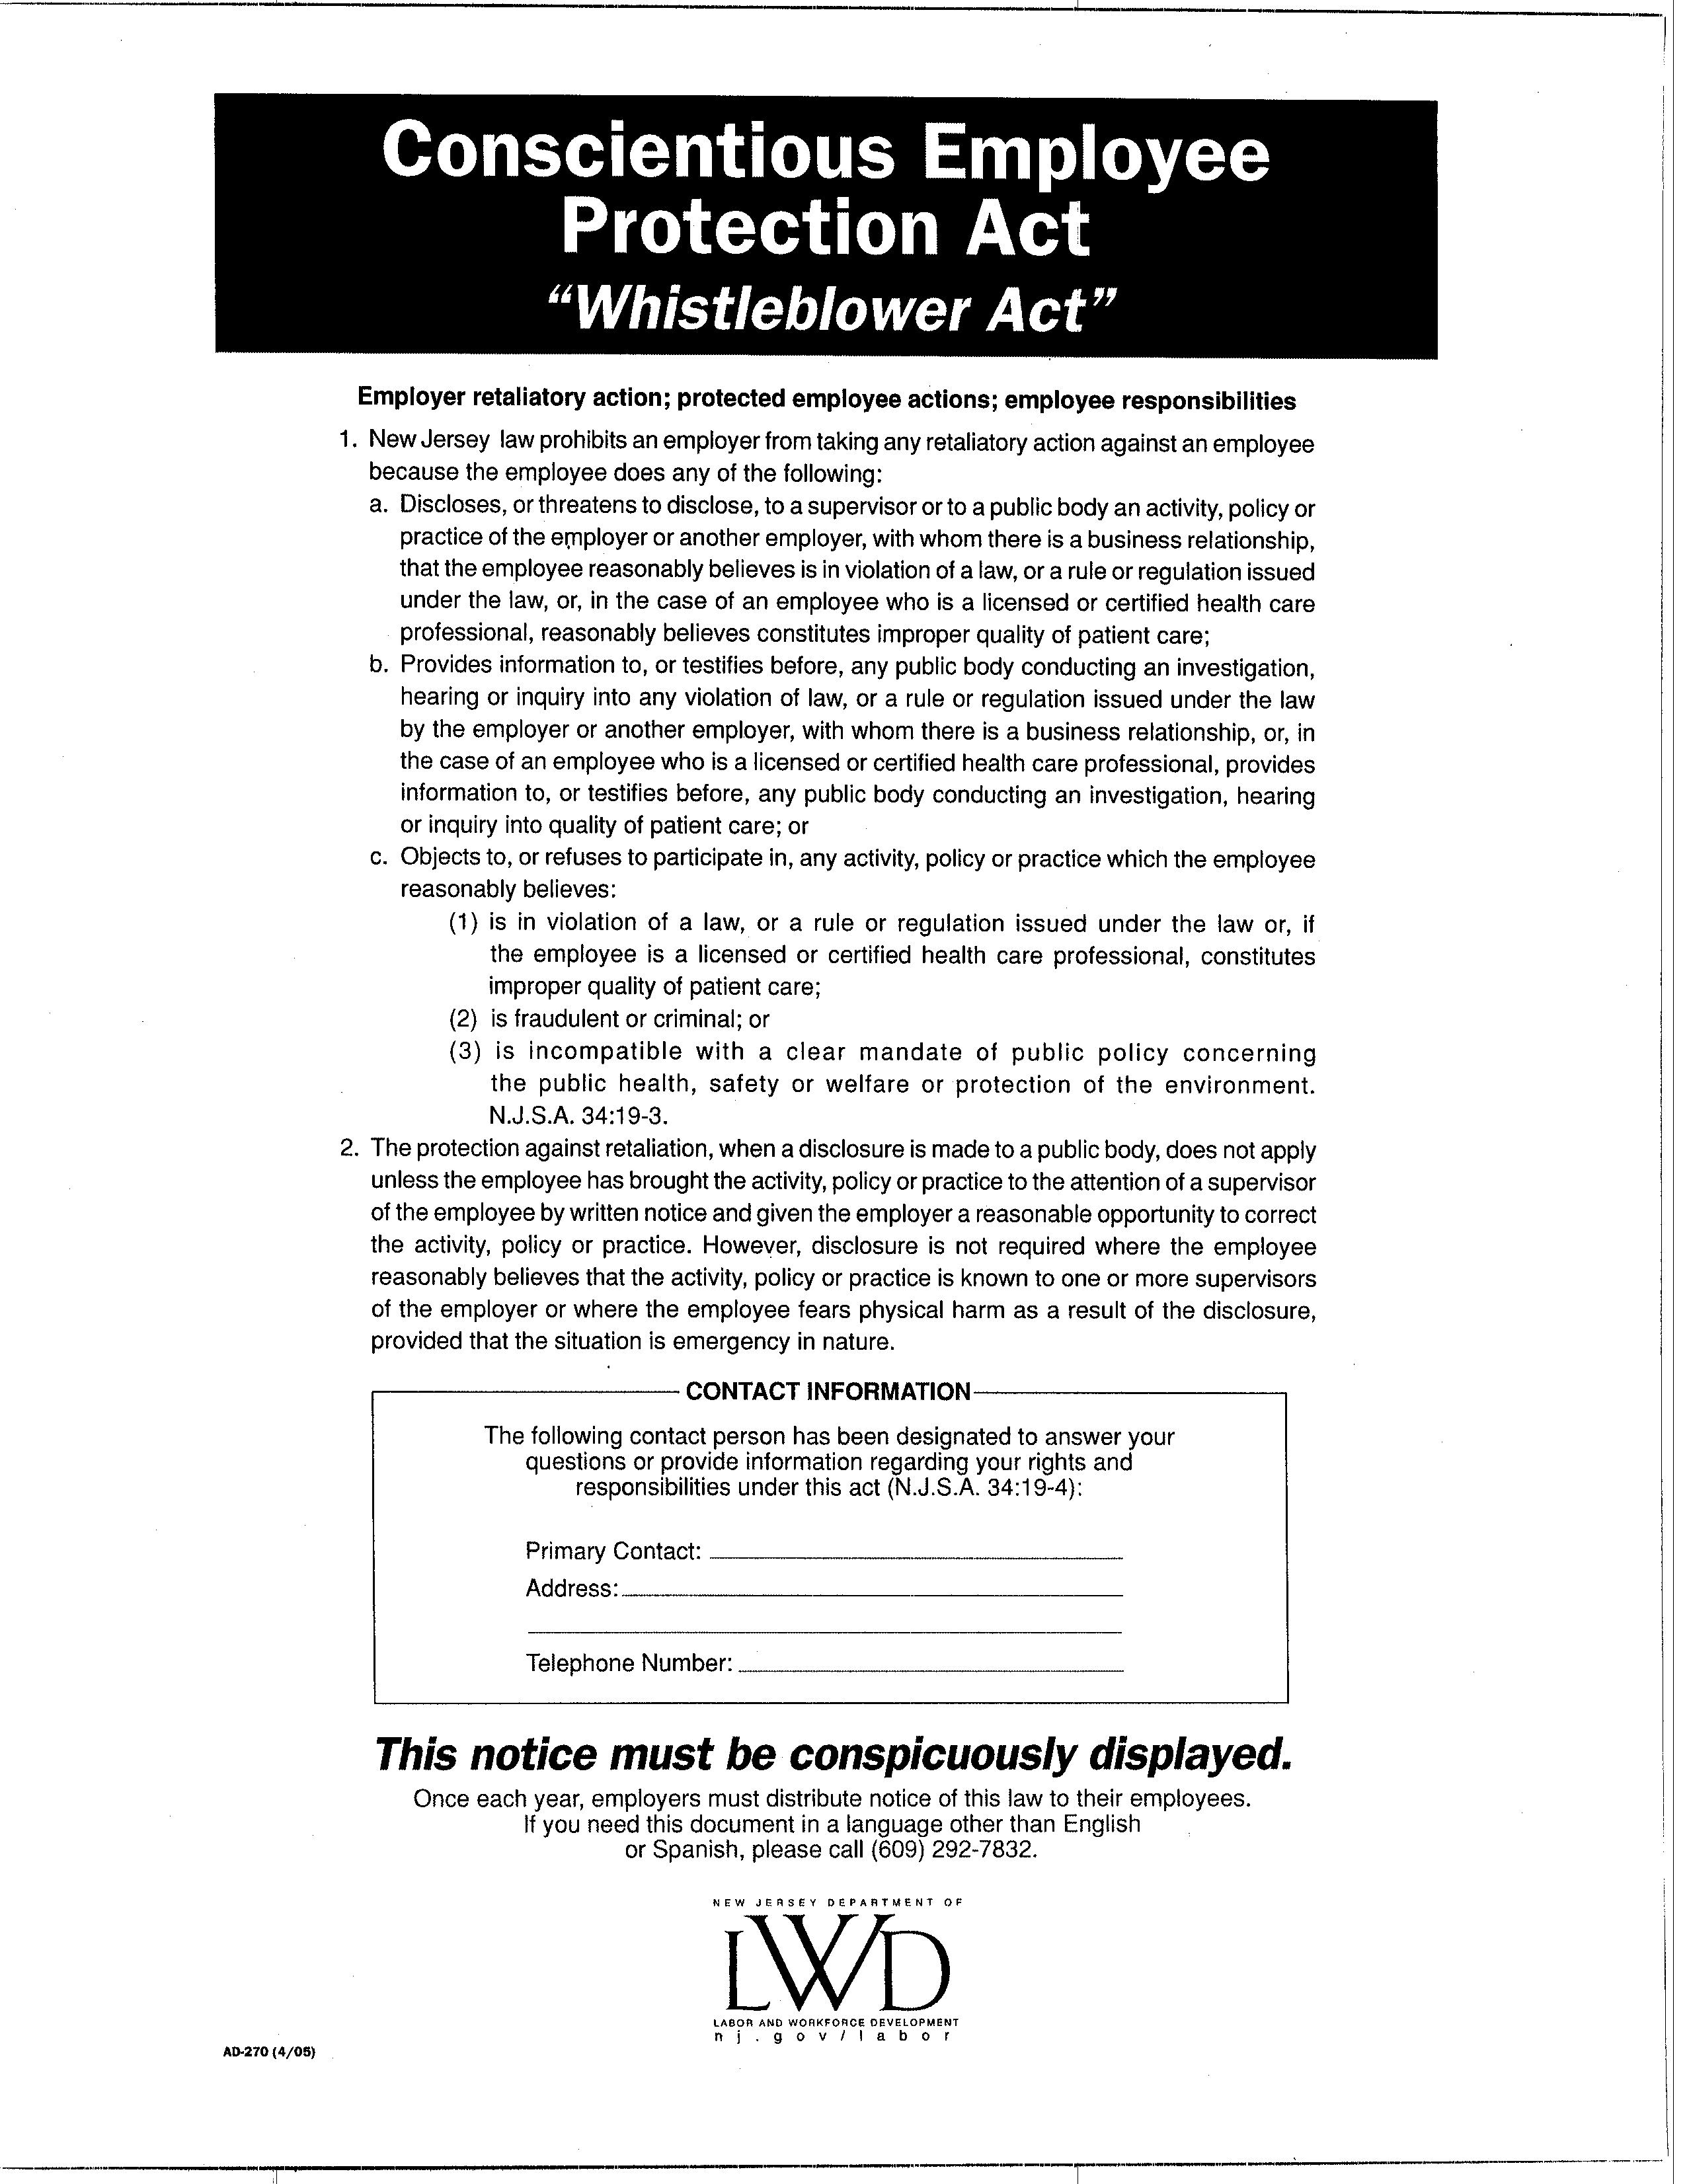 Conscientious Employee
Protection Act
“Whistleblower Act”
Employer retaliatory action; protected employee actions; employee responsibilities
1. New Jersey law prohibits an employer from taking any retaliatory action against an employee
because the employee does any of the following:
a. Discloses, or threatens to disclose, to a supervisor or to a public body an activity, policy or
practice of the employer or another employer, with whom there is a business relationship,
that the employee reasonably believes is in violation of a law, or a rule or regulation issued
under the law, or, in the case of an employee who is a licensed or certified health care
professional, reasonably believes constitutes improper quality of patient care;
b. Provides information to, or testifies before, any public body conducting an investigation,
hearing or inquiry into any violation of law, or a rule or regulation issued under the law
by the employer or another employer, with whom there is a business relationship, or, in
the case of an employee who is a licensed or certified health care professional, provides
information to, or testifies before, any public body conducting an investigation, hearing
or inquiry into quality of patient care; or
c. Objects to, or refuses to participate in, any activity, policy or practice which the employee
reasonably believes:
(1) is in violation of a law, or a rule or regulation issued under the law or, if
the employee is a licensed or certified health care professional, constitutes
improper quality of patient care;
(2) is fraudulent or criminal; or
(3) is incompatible with a clear mandate of public policy concerning
the public health, safety or welfare or protection of the environment.
N.J.S.A. 34:19-3.
2. The protection against retaliation, when a disclosure is made to a public body, does not apply
unless the employee has brought the activity, policy or practice to the attention of a supervisor
of the employee by written notice and given the employer a reasonable opportunity to correct
the activity, policy or practice. However, disclosure is not required where the employee
reasonably believes that the activity, policy or practice is known to one or more supervisors
of the employer or where the employee fears physical harm as a result of the disclosure,
provided that the situation is emergency in nature.
CONTACT INFORMATION
The following contact person has been designated to answer your
questions or provide information regarding your rights and
responsibilities under this act (N.J.S.A. 34:19-4):
Primary Contact:
Address:
Telephone Number:
This notice must be conspicuously displayed.
Once each year, employers must distribute notice of this law to their employees.
If you need this document in a language other than English
or Spanish, please call (609) 292-7832.
NEW JERSEY DEPARTMENT OF
LWD
LABOR AND WORKFORCE DEVELOPMENT
nj.gov/labor
AD-270 (4/05)